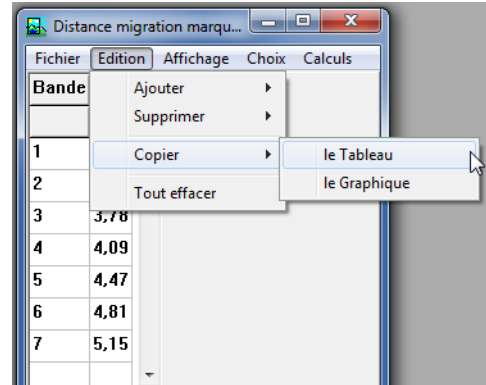 Distance migration marqu...
Fichier Edition Affichage Choix Calculs
Bande
Ajouter
Supprimer
1
Copier
le Tableau
2
le Graphique
Tout effacer
3 3,78
4 4,09
5 4,47
6 4,81
7 5,15